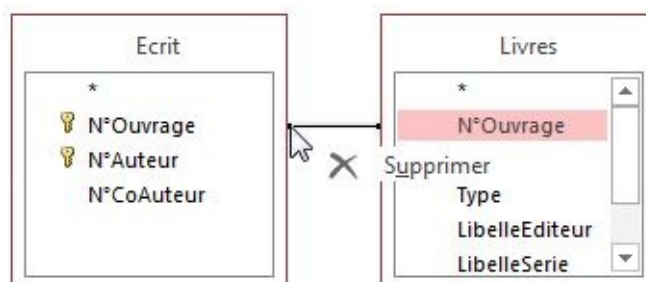 Ecrit
*
N°Ouvrage
N°Auteur
N°CoAuteur
Livres
*
N°Ouvrage
Supprimer
Type
LibelleEditeur
LibelleSerie